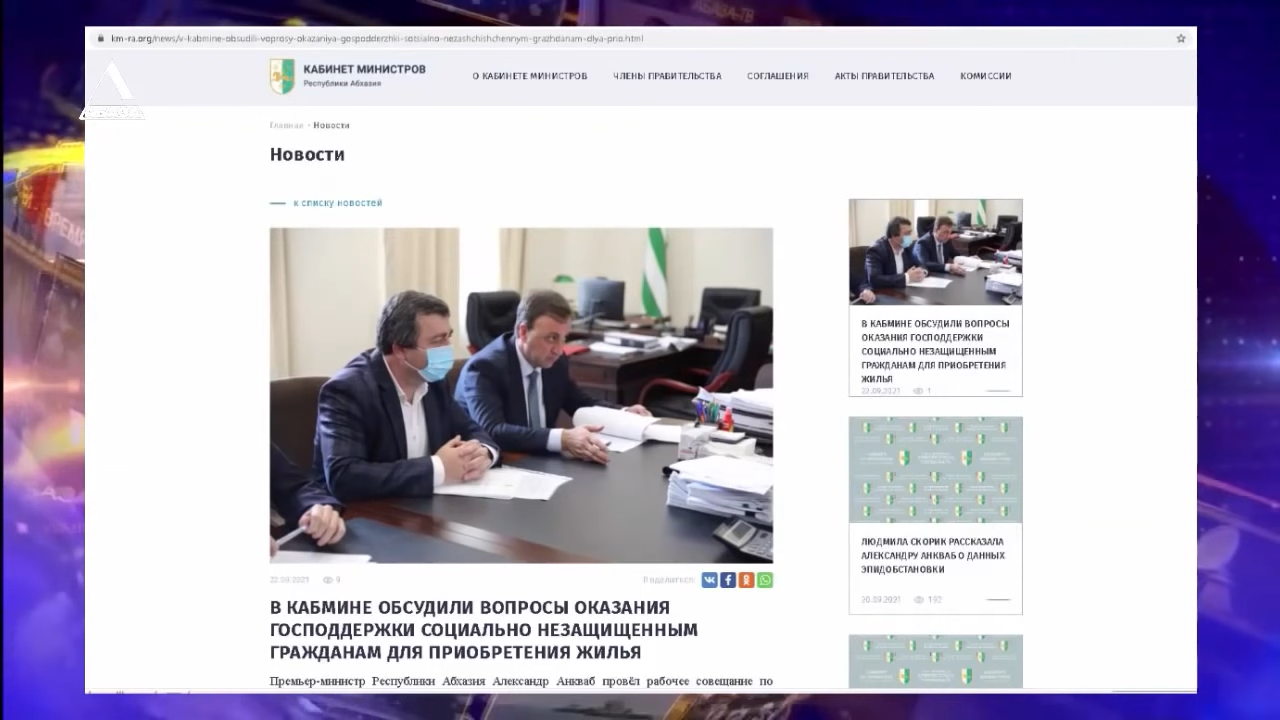 km-ra.org/news/v-kabmine-obsudili-voprosy-okazaniya-gospodderzhki-sotsialno-nezashchishchennym-grazhdanam-dlya-prio.html
КАБИНЕТ МИНИСТРОВ
Республики Абхазия
О КАБИНЕТЕ МИНИСТРОВ ЧЛЕНЫ ПРАВИТЕЛЬСТВА СОГЛАШЕНИЯ АКТЫ ПРАВИТЕЛЬСТВА КОМИССИИ
Главная • Новости
Новости
к списку новостей
22.09.2021 9
Поделиться:
В КАБМИНЕ ОБСУДИЛИ ВОПРОСЫ ОКАЗАНИЯ
ГОСПОДДЕРЖКИ СОЦИАЛЬНО НЕЗАЩИЩЕННЫМ
ГРАЖДАНАМ ДЛЯ ПРИОБРЕТЕНИЯ ЖИЛЬЯ
Премьер-министр Республики Абхазия Александр Анкваб провёл рабочее совещание по
В КАБМИНЕ ОБСУДИЛИ ВОПРОСЫ
ОКАЗАНИЯ ГОСПОДДЕРЖКИ
СОЦИАЛЬНО НЕЗАЩИЩЕННЫМ
ГРАЖДАНАМ ДЛЯ ПРИОБРЕТЕНИЯ
ЖИЛЬЯ
22.09.2021 1
ЛЮДМИЛА СКОРИК РАССКАЗАЛА
АЛЕКСАНДРУ АНКВАБ О ДАННЫХ
ЭПИДОБСТАНОВКИ
20.09.2021 192
ВРЕМЯ